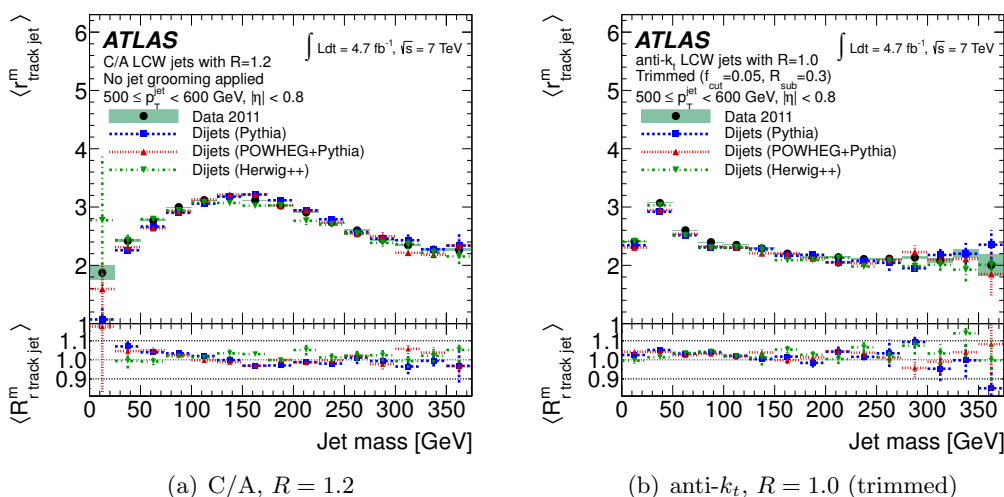 ⟨r^m_track jet⟩
6
5
4
3
2
1
ATLAS
∫ Ldt = 4.7 fb⁻¹, √s = 7 TeV
C/A LCW jets with R=1.2
No jet grooming applied
500 ≤ p_T^jet < 600 GeV, |η| < 0.8
Data 2011
Dijets (Pythia)
Dijets (POWHEG+Pythia)
Dijets (Herwig++)
⟨R^m_r track jet⟩
1.1
1.0
0.9
0 50 100 150 200 250 300 350
Jet mass [GeV]
(a) C/A, R = 1.2
⟨r^m_track jet⟩
6
5
4
3
2
1
ATLAS
∫ Ldt = 4.7 fb⁻¹, √s = 7 TeV
anti-k_t LCW jets with R=1.0
Trimmed (f_cut=0.05, R_sub=0.3)
500 ≤ p_T^jet < 600 GeV, |η| < 0.8
Data 2011
Dijets (Pythia)
Dijets (POWHEG+Pythia)
Dijets (Herwig++)
⟨R^m_r track jet⟩
1.1
1.0
0.9
0 50 100 150 200 250 300 350
Jet mass [GeV]
(b) anti-k_t, R = 1.0 (trimmed)